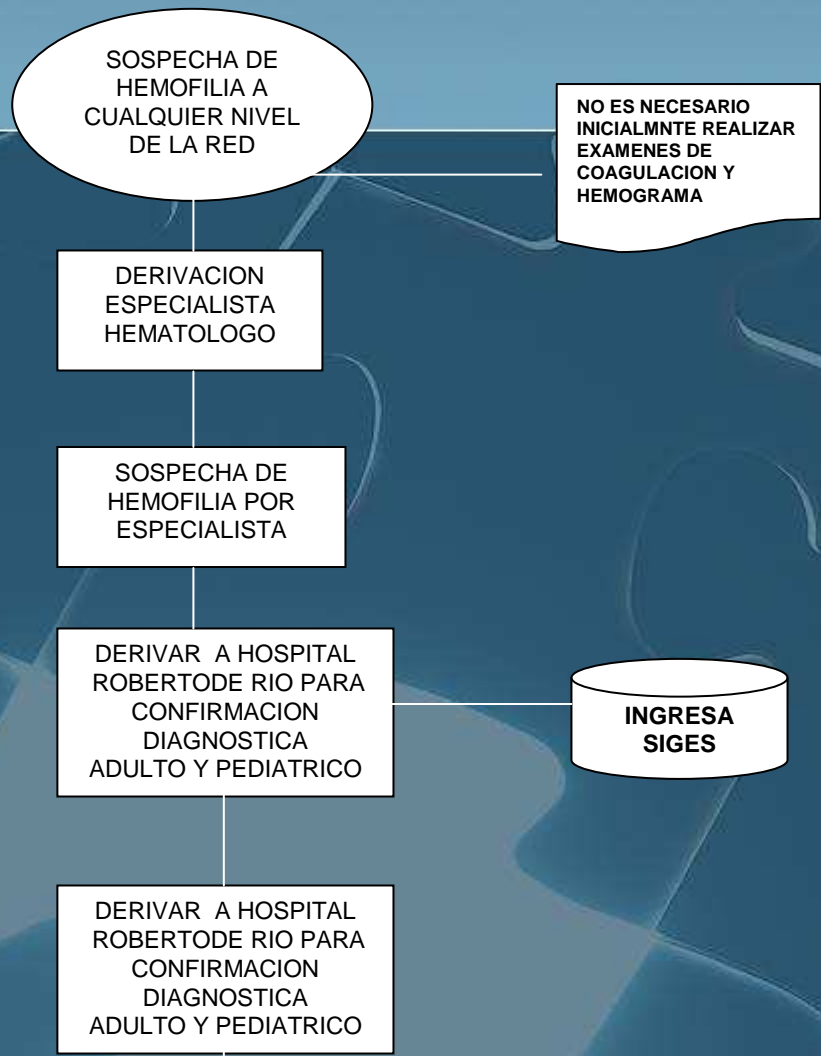 SOSPECHA DE
HEMOFILIA A
CUALQUIER NIVEL
DE LA RED
NO ES NECESARIO
INICIALMNTE REALIZAR
EXAMENES DE
COAGULACION Y
HEMOGRAMA
DERIVACION
ESPECIALISTA
HEMATOLOGO
SOSPECHA DE
HEMOFILIA POR
ESPECIALISTA
DERIVAR A HOSPITAL
ROBERTODE RIO PARA
CONFIRMACION
DIAGNOSTICA
ADULTO Y PEDIATRICO
INGRESA
SIGES
DERIVAR A HOSPITAL
ROBERTODE RIO PARA
CONFIRMACION
DIAGNOSTICA
ADULTO Y PEDIATRICO